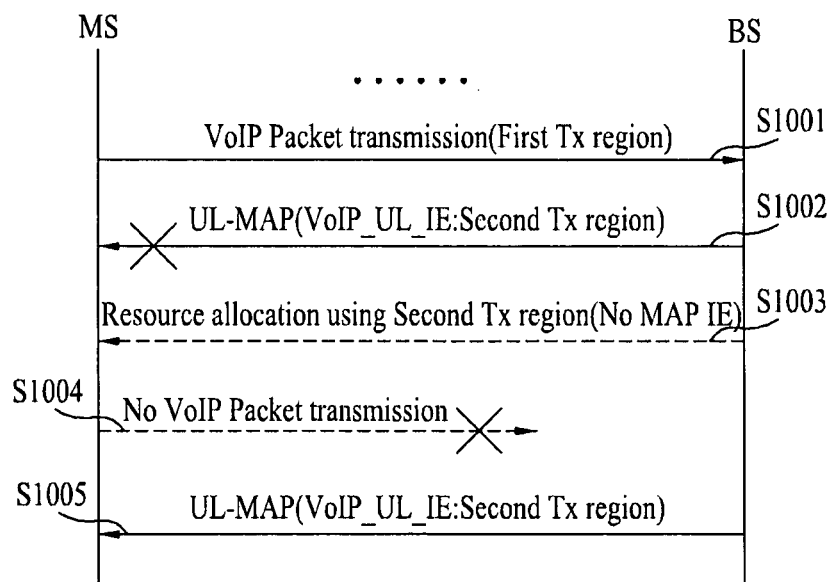 MS
BS
VoIP Packet transmission(First Tx region)
S1001
UL-MAP(VoIP_UL_IE:Second Tx region)
S1002
Resource allocation using Second Tx region(No MAP IE)
S1003
S1004
No VoIP Packet transmission
S1005
UL-MAP(VoIP_UL_IE:Second Tx region)